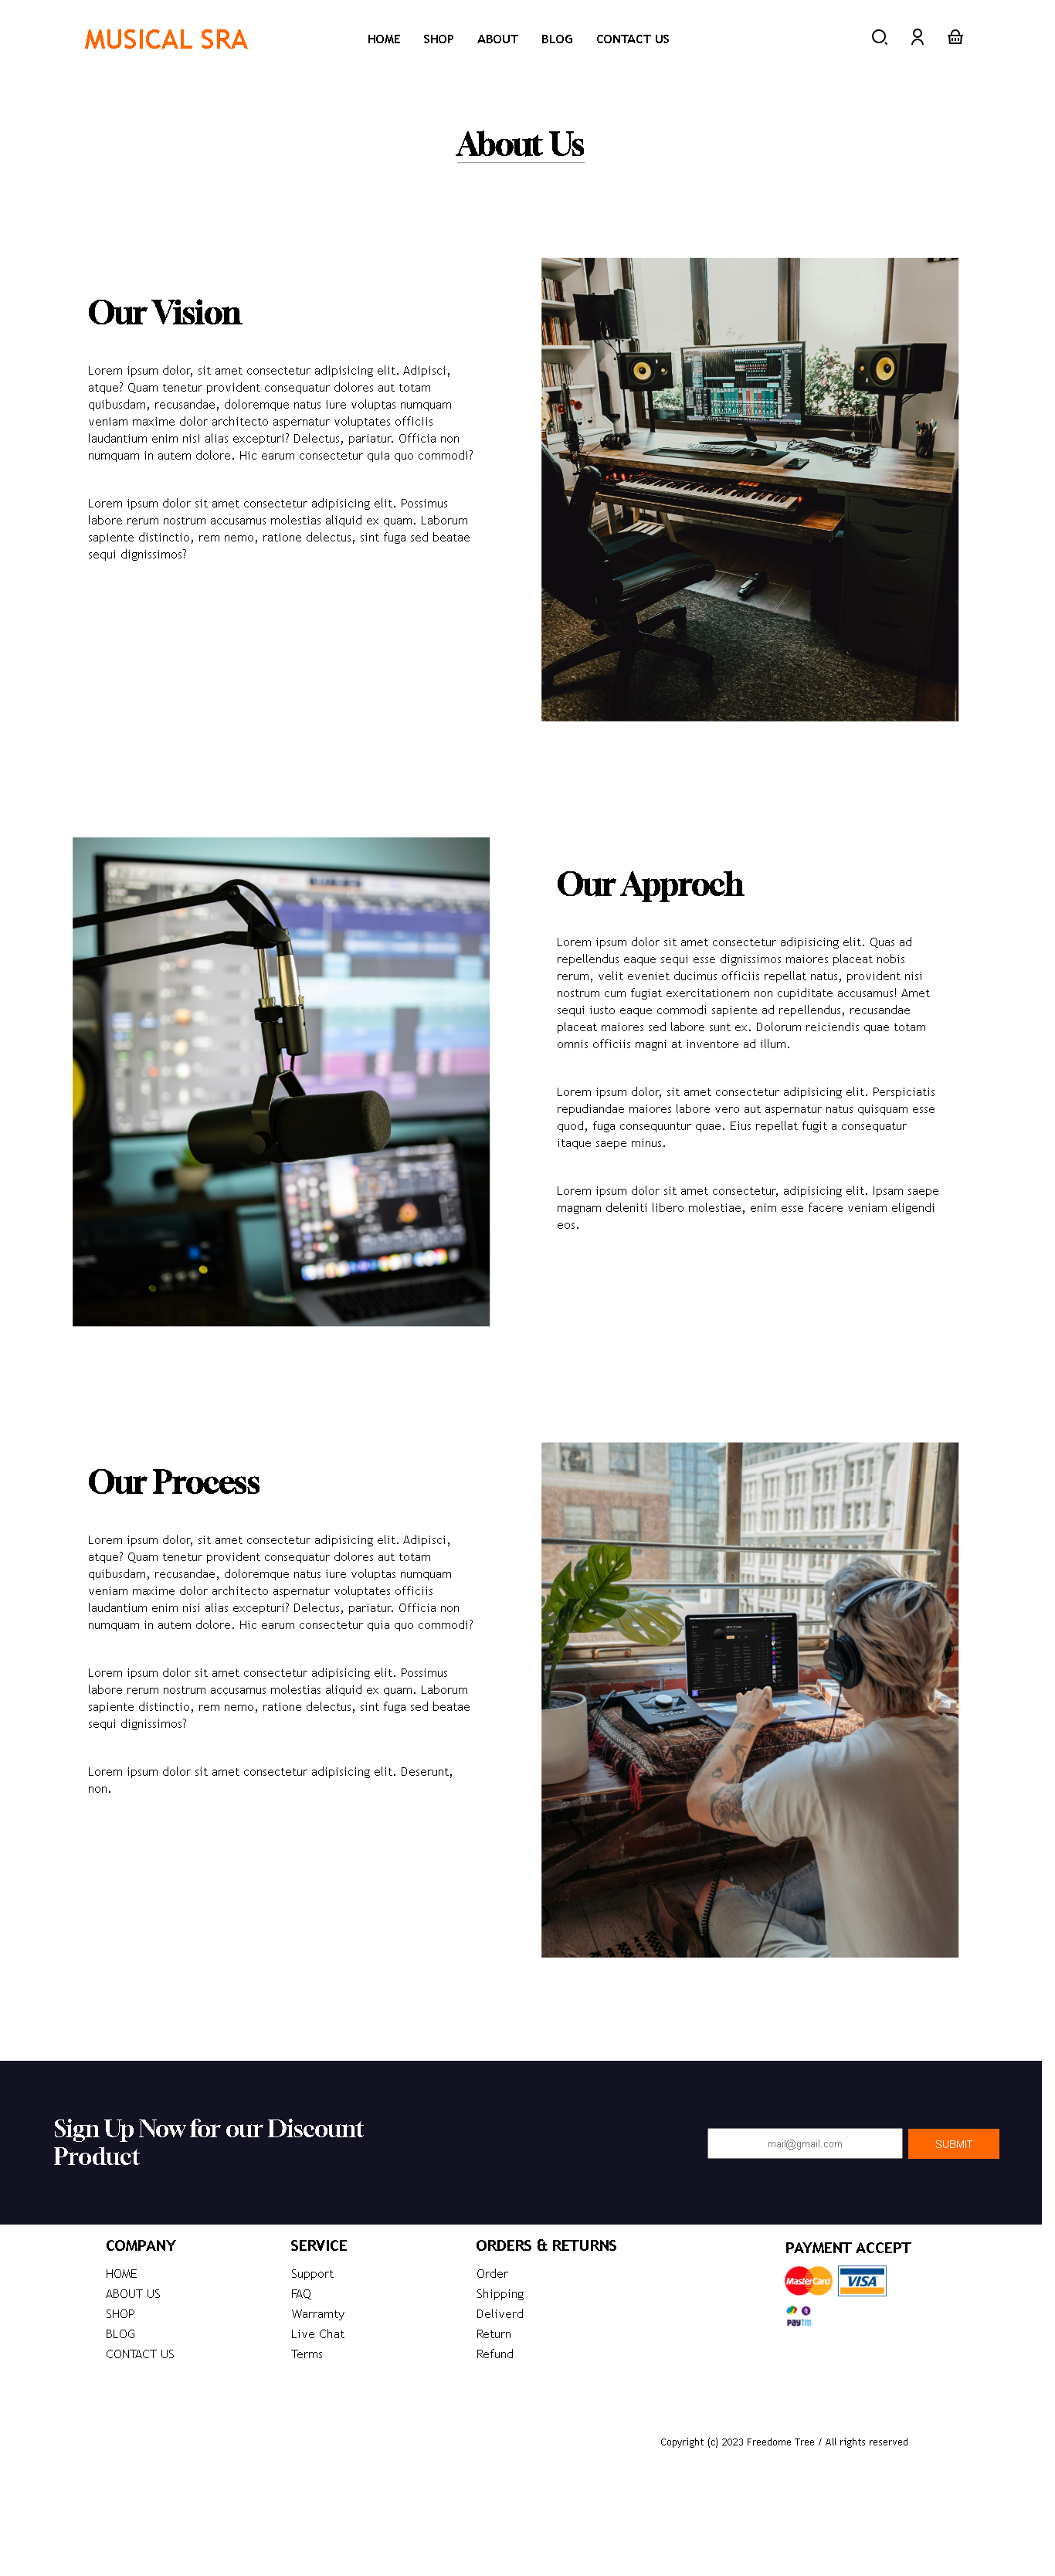 MUSICAL SRA
HOME SHOP ABOUT BLOG CONTACT US
About Us
Our Vision
Lorem ipsum dolor, sit amet consectetur adipisicing elit. Adipisci,
atque? Quam tenetur provident consequatur dolores aut totam
quibusdam, recusandae, doloremque natus iure voluptas numquam
veniam maxime dolor architecto aspernatur voluptates officiis
laudantium enim nisi alias excepturi? Delectus, pariatur. Officia non
numquam in autem dolore. Hic earum consectetur quia quo commodi?
Lorem ipsum dolor sit amet consectetur adipisicing elit. Possimus
labore rerum nostrum accusamus molestias aliquid ex quam. Laborum
sapiente distinctio, rem nemo, ratione delectus, sint fuga sed beatae
sequi dignissimos?
Our Approch
Lorem ipsum dolor sit amet consectetur adipisicing elit. Quas ad
repellendus eaque sequi esse dignissimos maiores placeat nobis
rerum, velit eveniet ducimus officiis repellat natus, provident nisi
nostrum cum fugiat exercitationem non cupiditate accusamus! Amet
sequi iusto eaque commodi sapiente ad repellendus, recusandae
placeat maiores sed labore sunt ex. Dolorum reiciendis quae totam
omnis officiis magni at inventore ad illum.
Lorem ipsum dolor, sit amet consectetur adipisicing elit. Perspiciatis
repudiandae maiores labore vero aut aspernatur natus quisquam esse
quod, fuga consequuntur quae. Eius repellat fugit a consequatur
itaque saepe minus.
Lorem ipsum dolor sit amet consectetur, adipisicing elit. Ipsam saepe
magnam deleniti libero molestiae, enim esse facere veniam eligendi
eos.
Our Process
Lorem ipsum dolor, sit amet consectetur adipisicing elit. Adipisci,
atque? Quam tenetur provident consequatur dolores aut totam
quibusdam, recusandae, doloremque natus iure voluptas numquam
veniam maxime dolor architecto aspernatur voluptates officiis
laudantium enim nisi alias excepturi? Delectus, pariatur. Officia non
numquam in autem dolore. Hic earum consectetur quia quo commodi?
Lorem ipsum dolor sit amet consectetur adipisicing elit. Possimus
labore rerum nostrum accusamus molestias aliquid ex quam. Laborum
sapiente distinctio, rem nemo, ratione delectus, sint fuga sed beatae
sequi dignissimos?
Lorem ipsum dolor sit amet consectetur adipisicing elit. Deserunt,
non.
Sign Up Now for our Discount
Product
mail@gmail.com SUBMIT
COMPANY
HOME
ABOUT US
SHOP
BLOG
CONTACT US
SERVICE
Support
FAQ
Warramty
Live Chat
Terms
ORDERS & RETURNS
Order
Shipping
Deliverd
Return
Refund
PAYMENT ACCEPT
MasterCard VISA
paytm
Copyright (c) 2023 Freedome Tree / All rights reserved